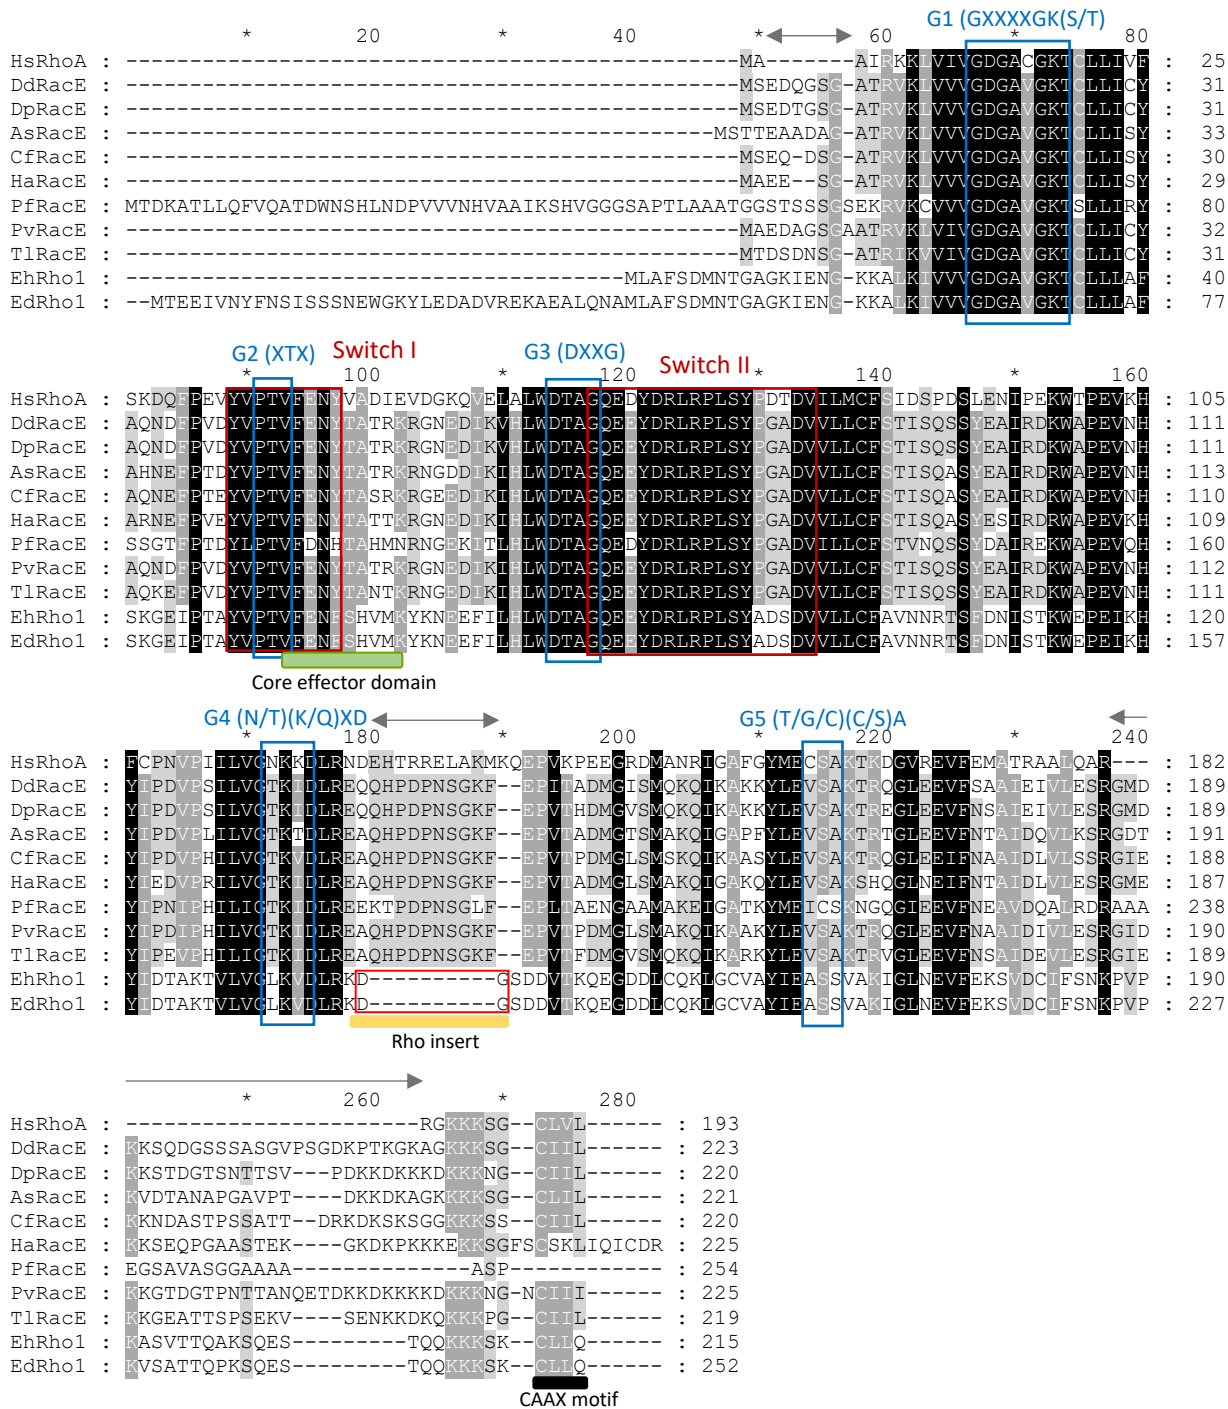 G1 (GXXXXGK(S/T)
* 20 * 40 * 60 * 80
HsRhoA : --------------------------------------------------MA-------AIRKKLVIVGDGACGKTCLLIVF : 25
DdRacE : -------------------------------------------------MSEDQGSG-ATRVKLVVVGDGAVGKTCLLICY : 31
DpRacE : -------------------------------------------------MSEDTGSG-ATRVKLVVVGDGAVGKTCLLICY : 31
AsRacE : -----------------------------------------------MSTTEAADAG-ATRVKLVVVGDGAVGKTCLLISY : 33
CfRacE : -------------------------------------------------MSEQ-DSG-ATRVKLVVVGDGAVGKTCLLISY : 30
HaRacE : -------------------------------------------------MAEE--SG-ATRVKLVVVGDGAVGKTCLLISY : 29
PfRacE : MTDKATLLQFVQATDWNSHLNDPVVVNHVAAIKSHVGGGSAPTLAAATGGSTSSSGSEKRVKCVVVGDGAVGKTSLLIRY : 80
PvRacE : -------------------------------------------------MAEDAGSGAATRVKLVIVGDGAVGKTCLLICY : 32
TlRacE : -------------------------------------------------MTDSDNSG-ATRIKVVIVGDGAVGKTCLLICY : 31
EhRho1 : ---------------------------------------MLAFSDMNTGAGKIENG-KKALKIVVVGDGAVGKTCLLLAF : 40
EdRho1 : --MTEEIVNYFNSISSSNEWGKYLEDADVREKAEALQNAMLAFSDMNTGAGKIENG-KKALKIVVVGDGAVGKTCLLLAF : 77
G2 (XTX) Switch I G3 (DXXG) Switch II
* 100 * 120 * 140 * 160
HsRhoA : SKDQFPEVYVPTVFENYVADIEVDGKQVELALWDTAGQEDYDRLRPLSYPDTDVILMCFSIDSPDSLENIPEKWTPEVKH : 105
DdRacE : AQNDFPVDYVPTVFENYTATRKRGNEDIKVHLWDTAGQEEYDRLRPLSYPGADVVLLCFSTISQSSYEAIRDKWAPEVNH : 111
DpRacE : AQNDFPVDYVPTVFENYTATRKRGNEDIKVHLWDTAGQEEYDRLRPLSYPGADVVLLCFSTISQSSYEAIRDKWAPEVNH : 111
AsRacE : AHNEFPTDYVPTVFENYTATRKRNGDDIKIHLWDTAGQEEYDRLRPLSYPGADVVLLCFSTISQASYEAIRDRWAPEVNH : 113
CfRacE : AQNEFPTEYVPTVFENYTASRKRGEEDIKIHLWDTAGQEEYDRLRPLSYPGADVVLLCFSTISQASYEAIRDKWAPEVNH : 110
HaRacE : ARNEFPVEYVPTVFENYTATTKRGNEDIKIHLWDTAGQEEYDRLRPLSYPGADVVLLCFSTISQASYESIRDRWAPEVKH : 109
PfRacE : SSGTFPTDYLPTVFDNHTAHMNRNGEKITLHLWDTAGQEDYDRLRPLSYPGADVILLCFSTVNQSSYDAIREKWAPEVQH : 160
PvRacE : AQNDFPVDYVPTVFENYTATRKRGNEDIKIHLWDTAGQEEYDRLRPLSYPGADVVLLCFSTISQSSYEAIRDKWAPEVNH : 112
TlRacE : AQKEFPVDYVPTVFENYTANTKRGNEDIKIHLWDTAGQEEYDRLRPLSYPGADVVLLCFSTISQSSYEAIRDKWAPEVNH : 111
EhRho1 : SKGEIPTAYVPTVFENFSHVMKYKNEEFILHLWDTAGQEEYDRLRPLSYADSDVVLLCFAVNNRTSFDNISTKWEPEIKH : 120
EdRho1 : SKGEIPTAYVPTVFENFSHVMKYKNEEFILHLWDTAGQEEYDRLRPLSYADSDVVLLCFAVNNRTSFDNISTKWEPEIKH : 157
Core effector domain
G4 (N/T)(K/Q)XD G5 (T/G/C)(C/S)A
* 180 * 200 * 220 * 240
HsRhoA : FCPNVPIILVGNKKDLRNDEHTRRELAKMKQEPVKPEEGRDMANRIGAFGYMECSAKTKDGVREVFEMATRAALQAR--- : 182
DdRacE : YIPDVPSILVGTKIDLREQQHPDPNSGKF--EPITADMGISMQKQIKAKKYLEVSAKTRQGLEEVFSAAIEIVLESRGMD : 189
DpRacE : YIPDVPSILVGTKIDLREQQHPDPNSGKF--EPVTHDMGISMQKQIKAKKYLEVSAKTREGLEEVFNSAIEIVLESRGMD : 189
AsRacE : YIPDVPLILVGTKTDLREAQHPDPNSGKF--EPVTADMGTSMAKQIGAPFYLEVSAKTRTGLEEVFNTAIDQVLKSRGDT : 191
CfRacE : YIPDVPHILVGTKVDLREAQHPDPNSGKF--EPVTPDMGLSMSKQIKAASYLEVSAKTRQGLEEIFNAAIDLVLSSRGIE : 188
HaRacE : YIEDVPRILVGTKIDLREAQHPDPNSGKF--EPVTADMGLSMAKQIGAKQYLEVSAKSHQGLNEIFNTAIDLVLESRGME : 187
PfRacE : YIPNIPHILIGTKIDLREEKTPDPNSGLF--EPLTAENGAAMAKEIGATKYMEICSKNGQGIEEVFNEAVDQALRDRAAA : 238
PvRacE : YIPDIPHILVGTKIDLREAQHPDPNSGKF--EPVTPDMGLSMAKQIKAAKYLEVSAKTRQGLEEVFNAAIDIVLESRGID : 190
TlRacE : YIPEVPHILVGTKIDLREAQHPDPNSGKF--EPVTFDMGLSMAKQIKARKYLEVSAKTRQGLEEVFNAAIDEVLESRGIE : 189
EhRho1 : YIDTAKTVLVGLKVDLRKD---------GSDDVTKQEGDDLCQKLGCVAYIEASSVAKIGLNEVFEKSVDCIFSNKPVP : 190
EdRho1 : YIDTAKTVLVGLKVDLRKD---------GSDDVTKQEGDDLCQKLGCVAYIEASSVAKIGLNEVFEKSVDCIFSNKPVP : 227
Rho insert
* 260 * 280
HsRhoA : -----------------------RGKKKSG--CLVL------ : 193
DdRacE : KKSQDGSSSASGVPSGDKPTKGKAGKKKSG--CIIL------ : 223
DpRacE : KKSTDGTSNTTSV---PDKKDKKKDKKKNG--CIIL------ : 220
AsRacE : KVDTANAPGAVPT----DKKDKAGKKKKSG--CLIL------ : 221
CfRacE : KKNDASTPSSATT--DRKDKSKSGGKKKSS--CIIL------ : 220
HaRacE : KKSEQPGAASTEK----GKDKPKKKEKKSGFSCSKLIQICDR : 225
PfRacE : EGSAVASGGAAAA--------------ASP------------ : 254
PvRacE : KKGTDGTPNTTANQETDKKDKKKKDKKKNG-NCIII------ : 225
TlRacE : KKGEATTSPSEKV----SENKKDKQKKKPG--CIIL------ : 219
EhRho1 : KASVTTQAKSQES---------TQQKKKSK--CLLQ------ : 215
EdRho1 : KVSATTQPKSQES---------TQQKKKSK--CLLQ------ : 252
CAAX motif